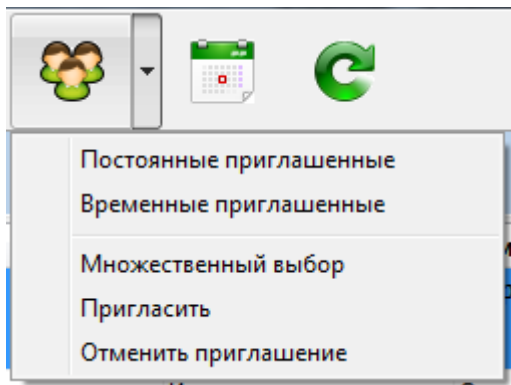 Постоянные приглашенные
Временные приглашенные
Множественный выбор
Пригласить
Отменить приглашение